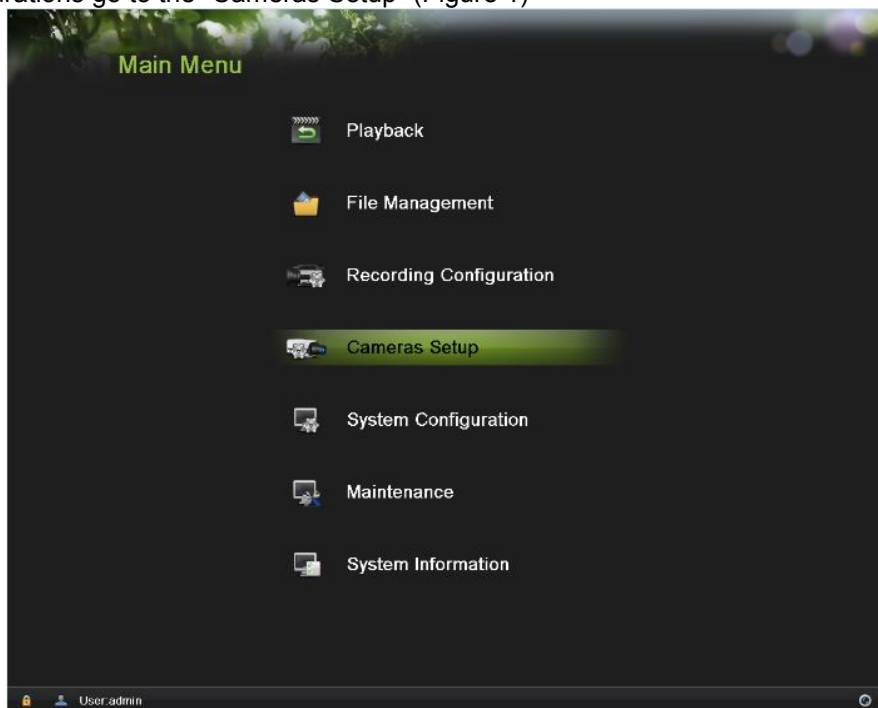 urations go to the "Cameras Setup" (Figure 1)
Main Menu
Playback
File Management
Recording Configuration
Cameras Setup
System Configuration
Maintenance
System Information
User:admin